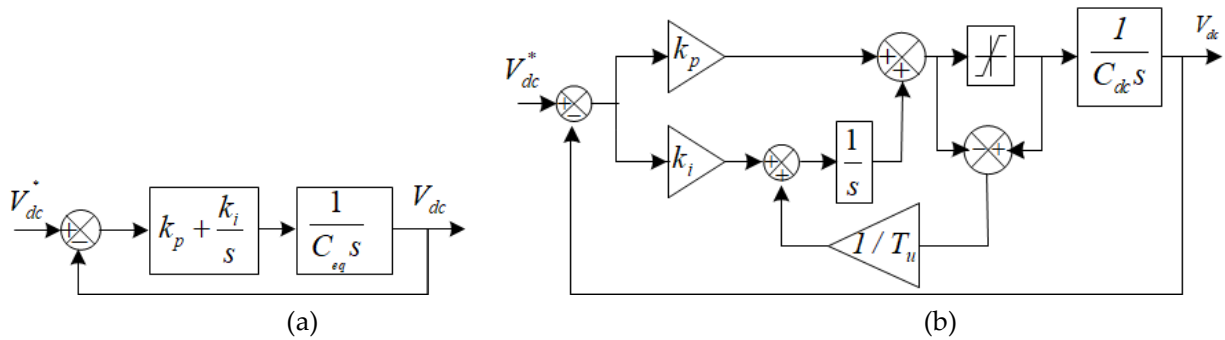 V*dc
+
−
kp + ki/s
1/Ceq s
Vdc
(a)
V*dc
+
−
kp
ki
+
+
1/s
+
+
1/Cdc s
Vdc
− +
1 / Tu
(b)